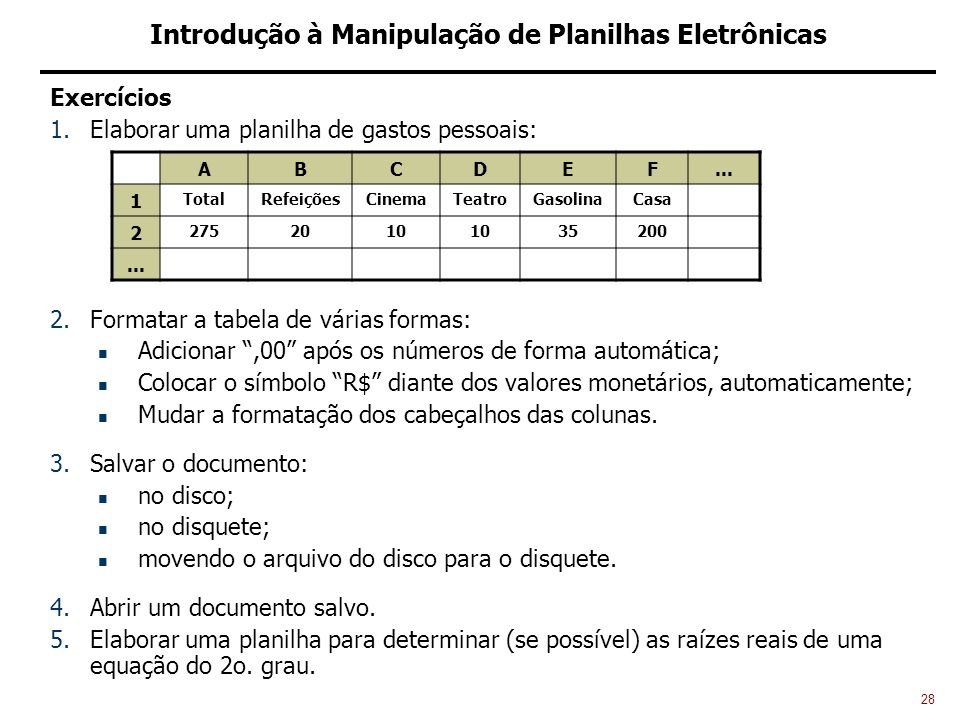 Introdução à Manipulação de Planilhas Eletrônicas
Exercícios
1. Elaborar uma planilha de gastos pessoais:
A B C D E F ...
1 Total Refeições Cinema Teatro Gasolina Casa
2 275 20 10 10 35 200
...
2. Formatar a tabela de várias formas:
Adicionar “,00” após os números de forma automática;
Colocar o símbolo “R$” diante dos valores monetários, automaticamente;
Mudar a formatação dos cabeçalhos das colunas.
3. Salvar o documento:
no disco;
no disquete;
movendo o arquivo do disco para o disquete.
4. Abrir um documento salvo.
5. Elaborar uma planilha para determinar (se possível) as raízes reais de uma
equação do 2o. grau.
28